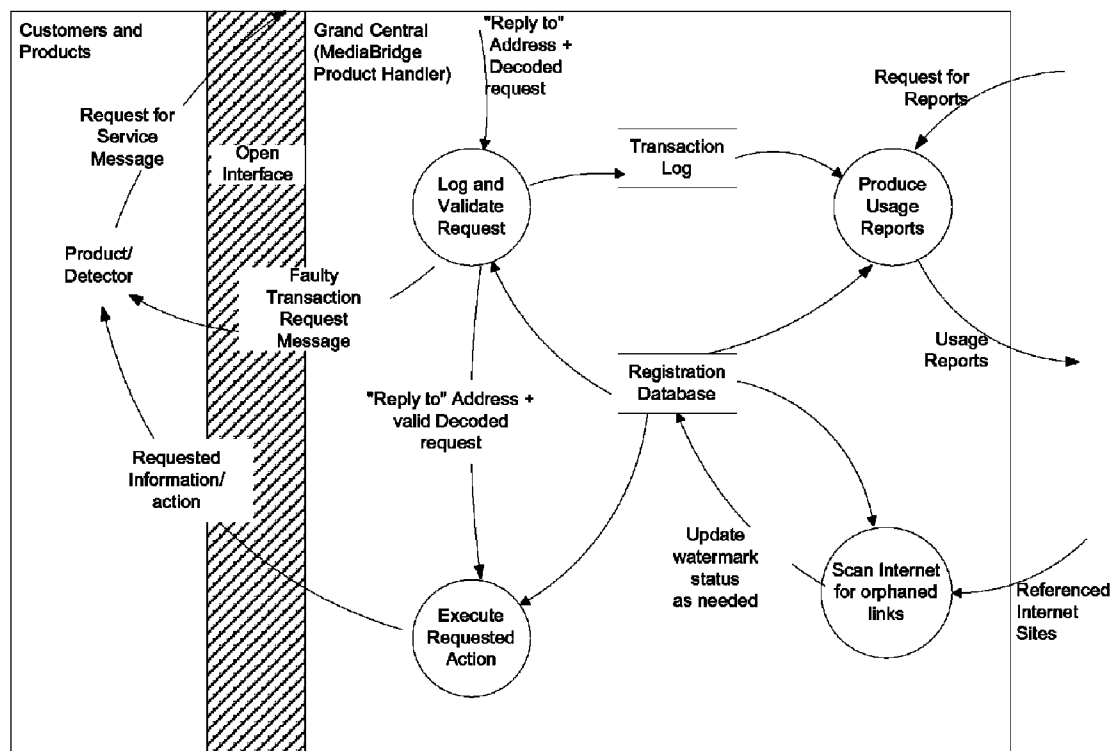 Customers and
Products
Grand Central
(MediaBridge
Product Handler)
"Reply to"
Address +
Decoded
request
Request for
Reports
Request for
Service
Message
Open
Interface
Log and
Validate
Request
Transaction
Log
Produce
Usage
Reports
Product/
Detector
Faulty
Transaction
Request
Message
Usage
Reports
Registration
Database
"Reply to" Address +
valid Decoded
request
Requested
Information/
action
Update
watermark
status
as needed
Scan Internet
for orphaned
links
Referenced
Internet
Sites
Execute
Requested
Action